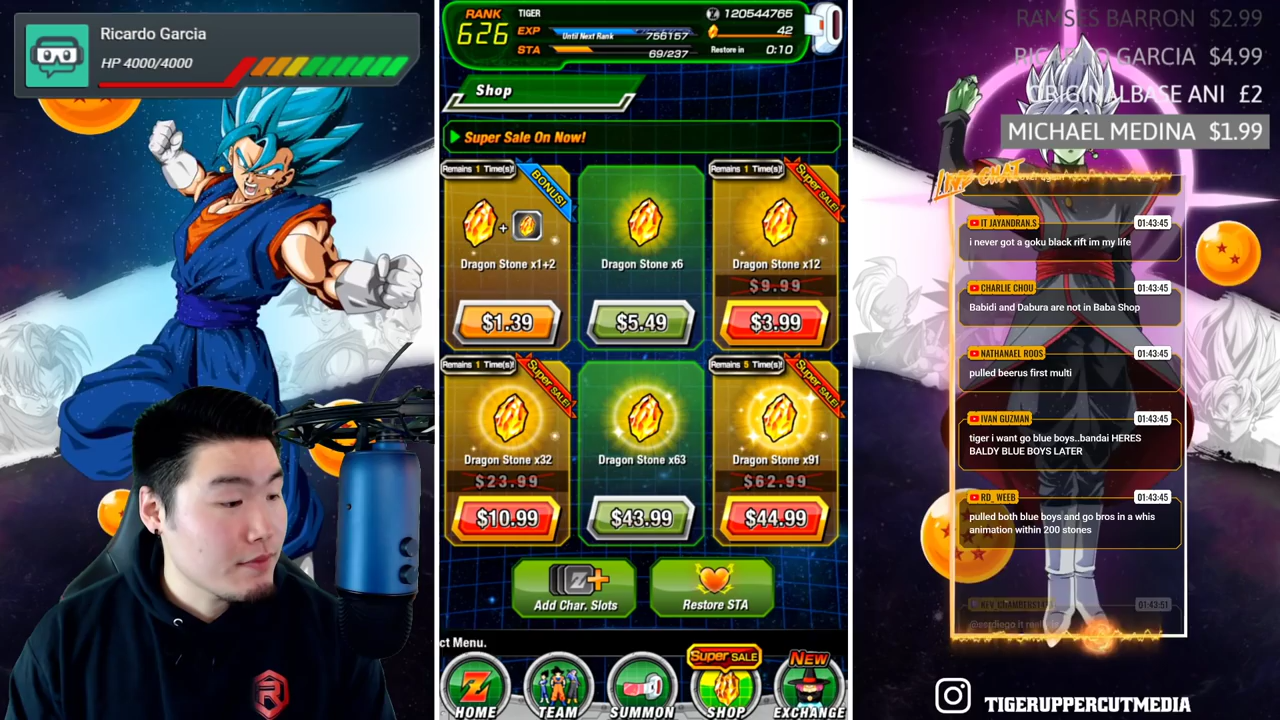 Ricardo Garcia
HP 4000/4000
RANK
626
TIGER
120544765
EXP
Until Next Rank
756157
42
STA
69/237
Restore in
0:10
Shop
Super Sale On Now!
Remains 1 Time(s)!
BONUS!
+
Dragon Stone x1+2
$1.39
Dragon Stone x6
$5.49
Remains 1 Time(s)!
SUPER SALE!
Dragon Stone x12
$9.99
$3.99
Remains 1 Time(s)!
SUPER SALE!
Dragon Stone x32
$23.99
$10.99
Dragon Stone x63
$43.99
Remains 5 Time(s)!
SUPER SALE!
Dragon Stone x91
$62.99
$44.99
Z+
Add Char. Slots
Restore STA
ct Menu.
Z
HOME
TEAM
SUMMON
Super SALE
SHOP
NEW
EXCHANGE
RAMSES BARRON $2.99
RICARDO GARCIA $4.99
ORIGINALBASE ANI £2
MICHAEL MEDINA $1.99
LIVE CHAT
IT JAYANDRAN.S
01:43:45
i never got a goku black rift im my life
CHARLIE CHOU
01:43:45
Babidi and Dabura are not in Baba Shop
NATHANAEL ROOS
01:43:45
pulled beerus first multi
IVAN GUZMAN
01:43:45
tiger i want go blue boys..bandai HERES
BALDY BLUE BOYS LATER
RD_WEEB
01:43:45
pulled both blue boys and go bros in a whis
animation within 200 stones
01:43:51
R
TIGERUPPERCUTMEDIA